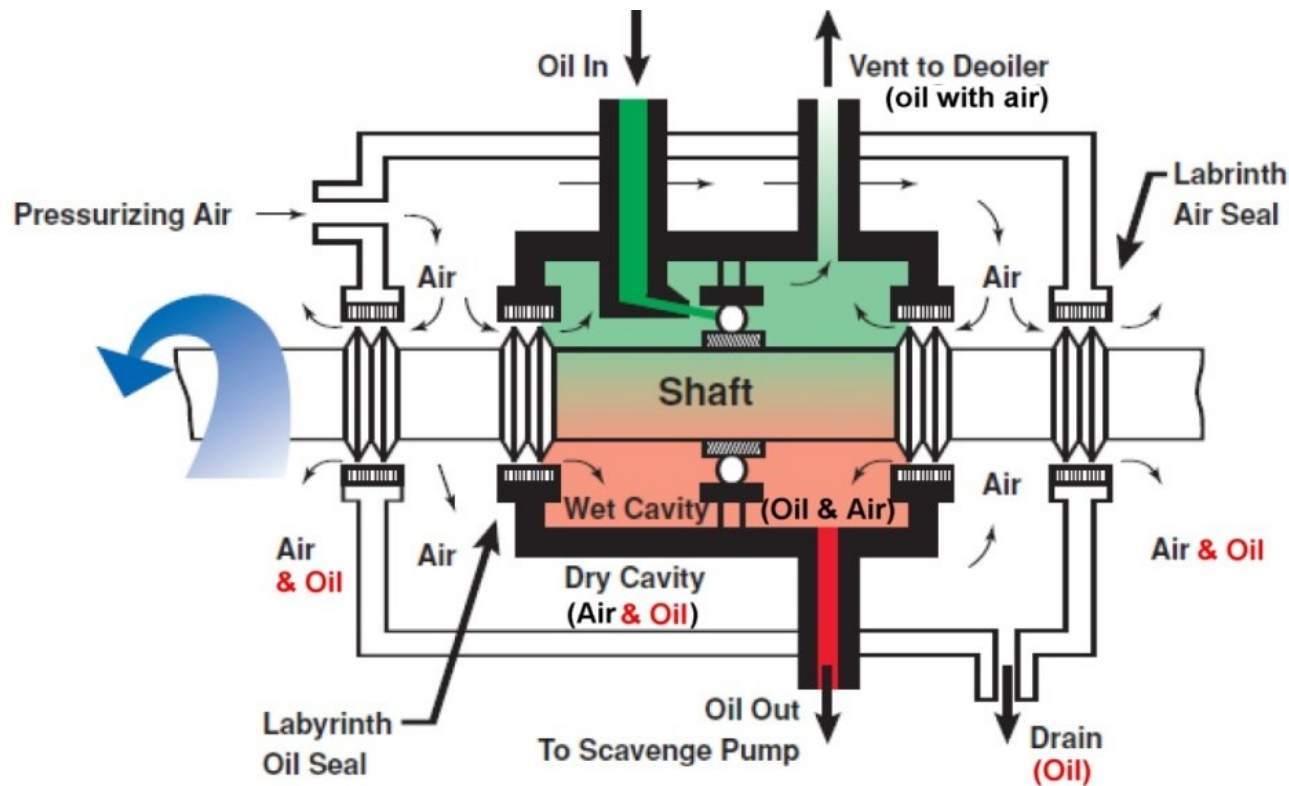 Oil In
Vent to Deoiler
(oil with air)
Labrinth
Air Seal
Pressurizing Air
Air
Air
Shaft
Wet Cavity
(Oil & Air)
Air
Air
& Oil
Air
Air & Oil
Dry Cavity
(Air & Oil)
Labyrinth
Oil Seal
Oil Out
To Scavenge Pump
Drain
(Oil)